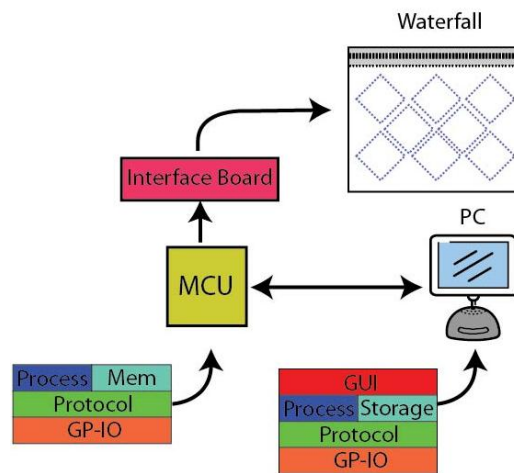 Waterfall
Interface Board
PC
MCU
Process Mem
Protocol
GP-IO
GUI
Process Storage
Protocol
GP-IO